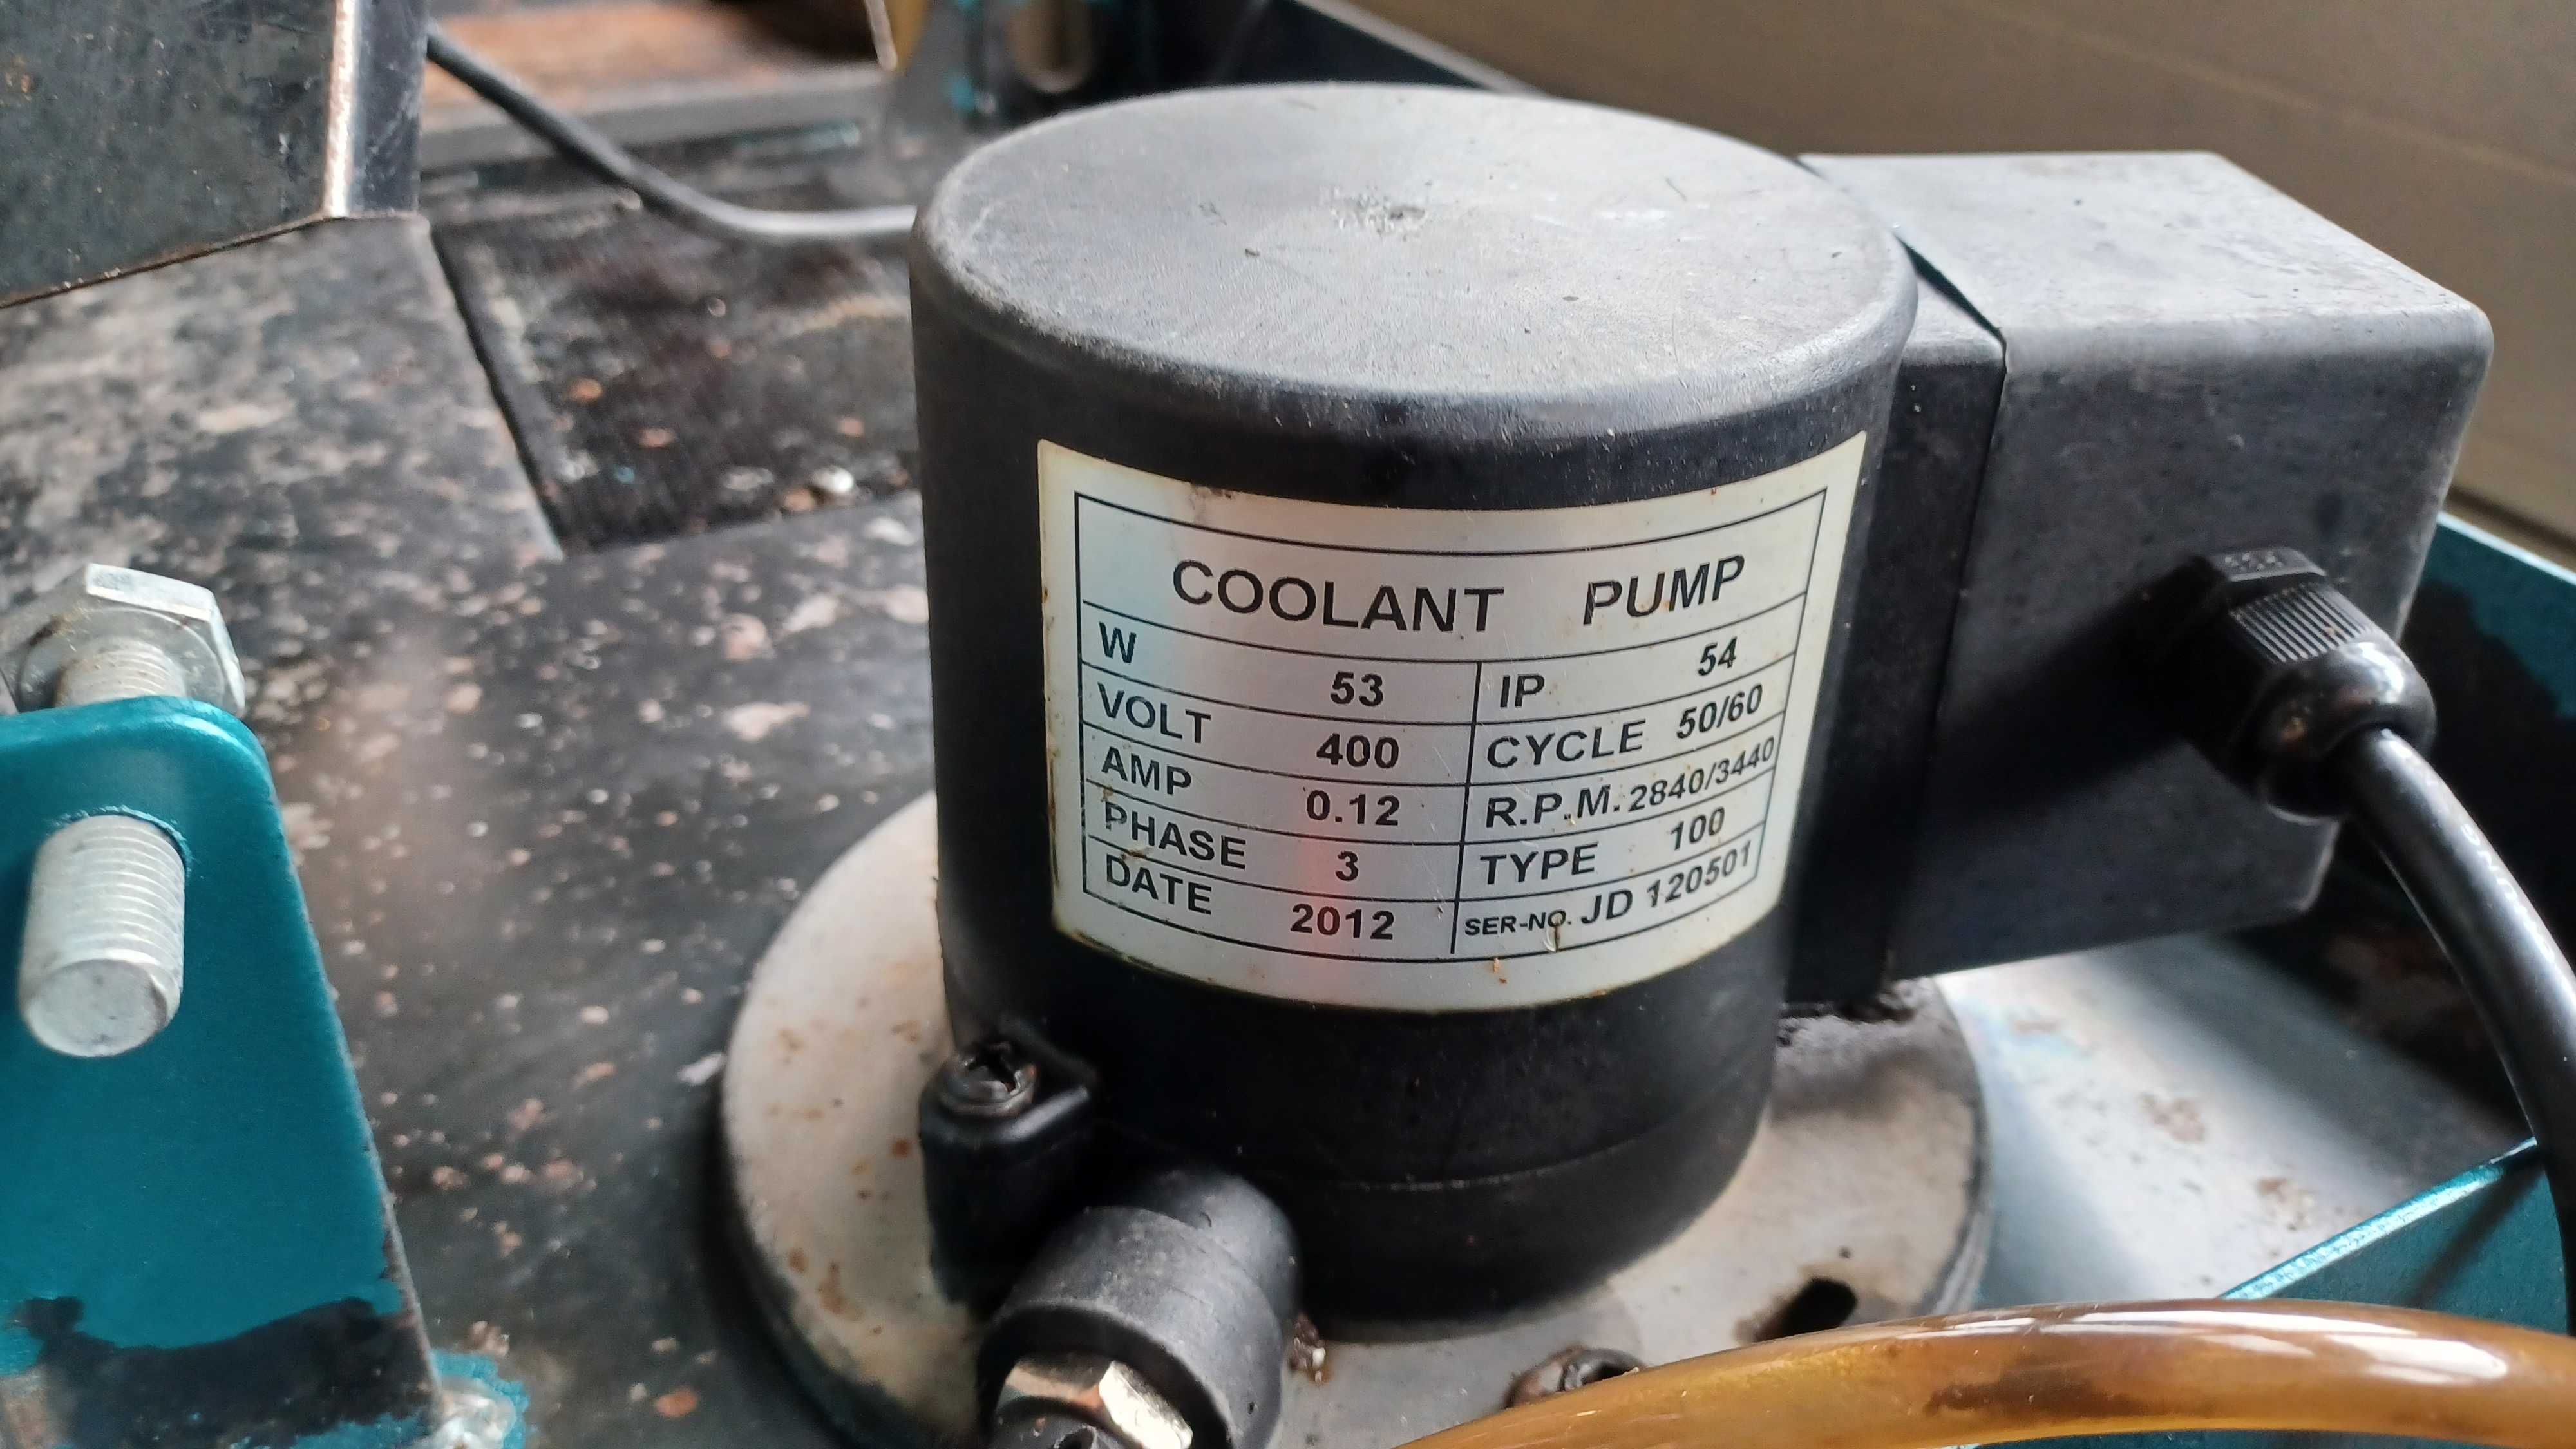 COOLANT PUMP
W 53 IP 54
VOLT 400 CYCLE 50/60
AMP 0.12 R.P.M. 2840/3440
PHASE 3 TYPE 100
DATE 2012 SER-NO. JD 120501